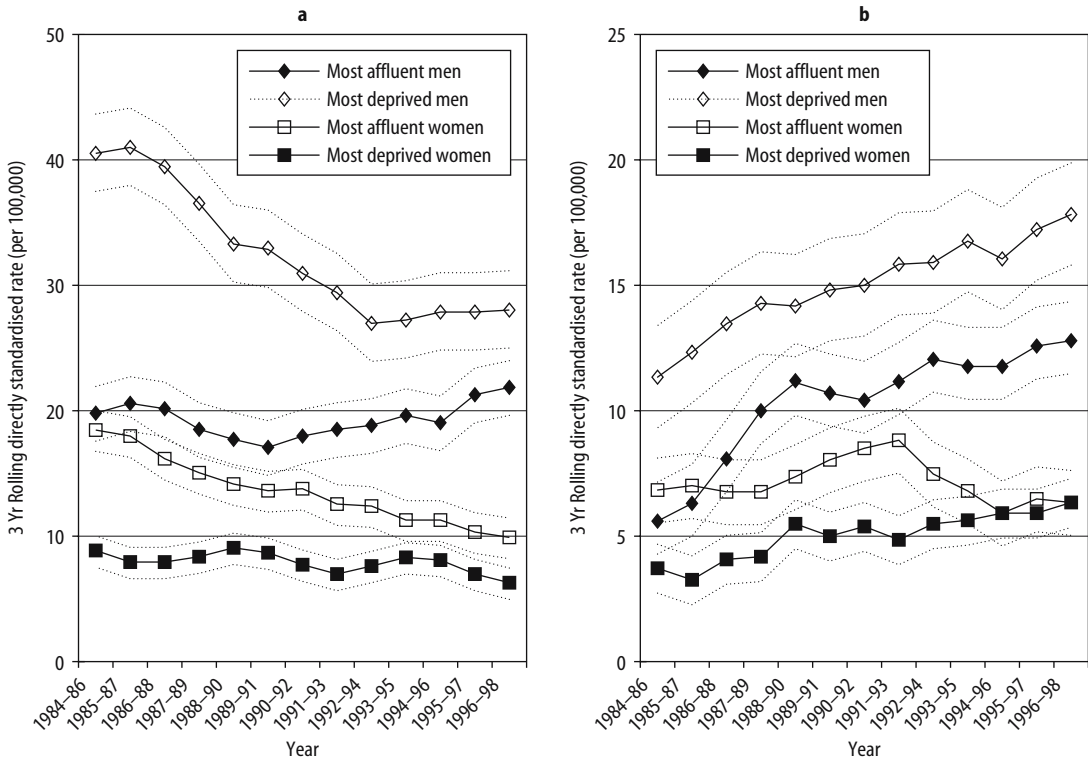 a
50
40
30
20
10
0
3 Yr Rolling directly standardised rate (per 100,000)
Most affluent men
Most deprived men
Most affluent women
Most deprived women
1984–86
1985–87
1986–88
1987–89
1988–90
1989–91
1990–92
1991–93
1992–94
1993–95
1994–96
1995–97
1996–98
Year
b
25
20
15
10
5
0
3 Yr Rolling directly standardised rate (per 100,000)
Most affluent men
Most deprived men
Most affluent women
Most deprived women
1984–86
1985–87
1986–88
1987–89
1988–90
1989–91
1990–92
1991–93
1992–94
1993–95
1994–96
1995–97
1996–98
Year